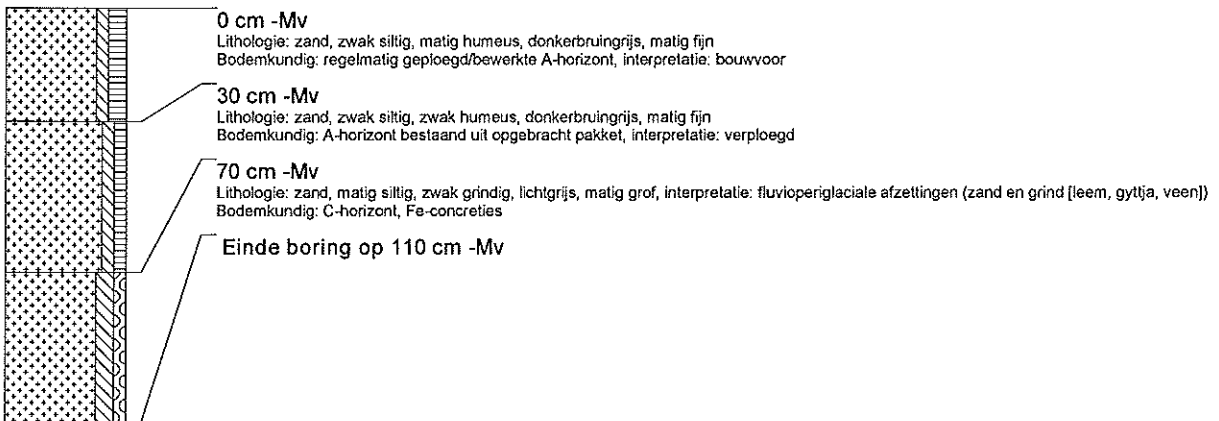 0 cm -Mv
Lithologie: zand, zwak siltig, matig humeus, donkerbruingrijs, matig fijn
Bodemkundig: regelmatig geploegd/bewerkte A-horizont, interpretatie: bouwvoor
30 cm -Mv
Lithologie: zand, zwak siltig, zwak humeus, donkerbruingrijs, matig fijn
Bodemkundig: A-horizont bestaand uit opgebracht pakket, interpretatie: verploegd
70 cm -Mv
Lithologie: zand, matig siltig, zwak grindig, lichtgrijs, matig grof, interpretatie: fluvioperiglaciale afzettingen (zand en grind [leem, gyttja, veen])
Bodemkundig: C-horizont, Fe-concreties
Einde boring op 110 cm -Mv